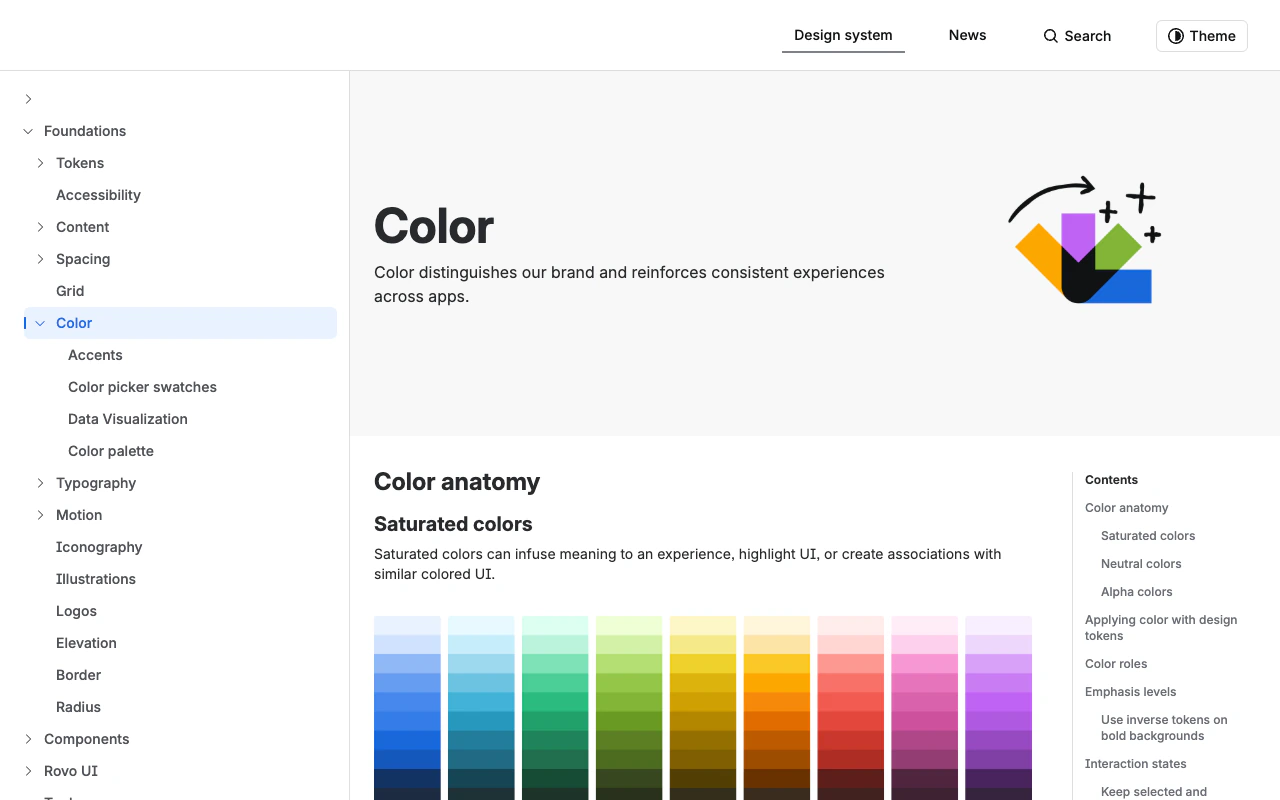 Design system
News
Search
Theme
Foundations
Tokens
Accessibility
Content
Spacing
Grid
Color
Accents
Color picker swatches
Data Visualization
Color palette
Typography
Motion
Iconography
Illustrations
Logos
Elevation
Border
Radius
Components
Rovo UI
Color
Color distinguishes our brand and reinforces consistent experiences
across apps.
Color anatomy
Saturated colors
Saturated colors can infuse meaning to an experience, highlight UI, or create associations with
similar colored UI.
Contents
Color anatomy
Saturated colors
Neutral colors
Alpha colors
Applying color with design
tokens
Color roles
Emphasis levels
Use inverse tokens on
bold backgrounds
Interaction states
Keep selected and